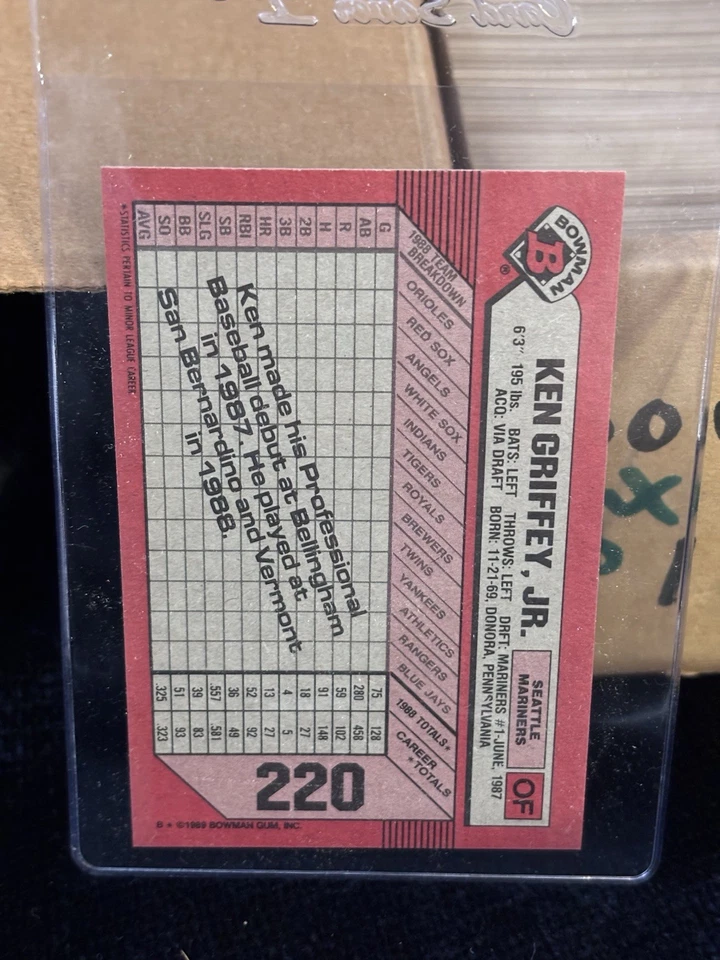 Card Saver I
BOWMAN
B
®
KEN GRIFFEY, JR.
SEATTLE
MARINERS
OF
6'3" 195 lbs. BATS: LEFT THROWS: LEFT DRFT: MARINERS #1-JUNE, 1987
ACQ: VIA DRAFT BORN: 11-21-69, DONORA, PENNSYLVANIA
1988 TEAM
BREAKDOWN
ORIOLES
RED SOX
ANGELS
WHITE SOX
INDIANS
TIGERS
ROYALS
BREWERS
TWINS
YANKEES
ATHLETICS
RANGERS
BLUE JAYS
1988 TOTALS*
CAREER
*TOTALS
G 75 128
AB 280 458
R 59 102
H 91 148
2B 18 27
3B 4 5
HR 13 27
RBI 52 92
SB 36 49
SLG .557 .581
BB 39 83
SO 51 93
AVG .325 .323
Ken made his Professional
Baseball debut at Bellingham
in 1987. He played at
San Bernardino and Vermont
in 1988.
220
*STATISTICS PERTAIN TO MINOR LEAGUE CAREER
B * ©1989 BOWMAN GUM, INC.